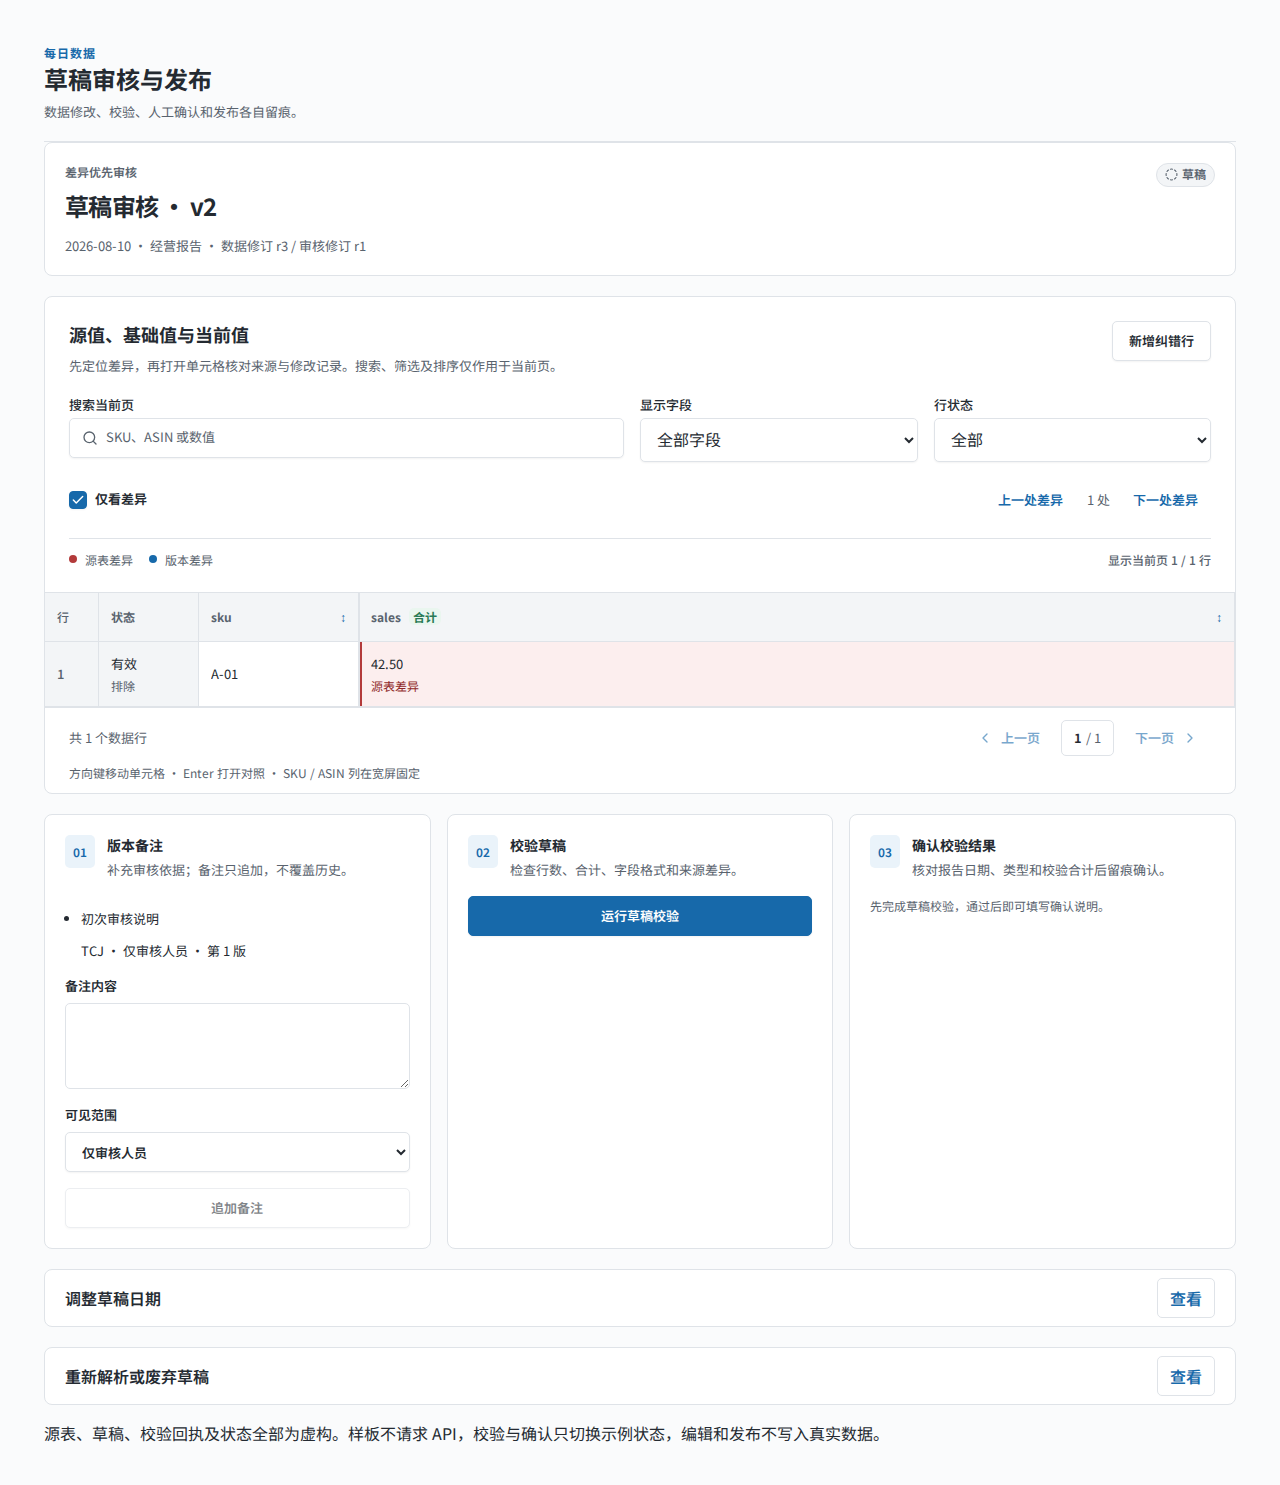 每日数据
草稿审核与发布
数据修改、校验、人工确认和发布各自留痕。
差异优先审核
草稿
草稿审核 • v2
2026-08-10 • 经营报告 • 数据修订 r3 / 审核修订 r1
源值、基础值与当前值
新增纠错行
先定位差异，再打开单元格核对来源与修改记录。搜索、筛选及排序仅作用于当前页。
搜索当前页 显示字段 行状态
SKU、ASIN 或数值 全部字段 全部
仅看差异 上一处差异 1 处 下一处差异
源表差异 版本差异 显示当前页 1 / 1 行
行 状态 sku ↕ sales 合计 ↕
1 有效 A-01 42.50
排除 源表差异
共 1 个数据行 上一页 1 / 1 下一页
方向键移动单元格 • Enter 打开对照 • SKU / ASIN 列在宽屏固定
01 版本备注
补充审核依据；备注只追加，不覆盖历史。
初次审核说明
TCJ • 仅审核人员 • 第 1 版
备注内容
可见范围
仅审核人员
追加备注
02 校验草稿
检查行数、合计、字段格式和来源差异。
运行草稿校验
03 确认校验结果
核对报告日期、类型和校验合计后留痕确认。
先完成草稿校验，通过后即可填写确认说明。
调整草稿日期 查看
重新解析或废弃草稿 查看
源表、草稿、校验回执及状态全部为虚构。样板不请求 API，校验与确认只切换示例状态，编辑和发布不写入真实数据。